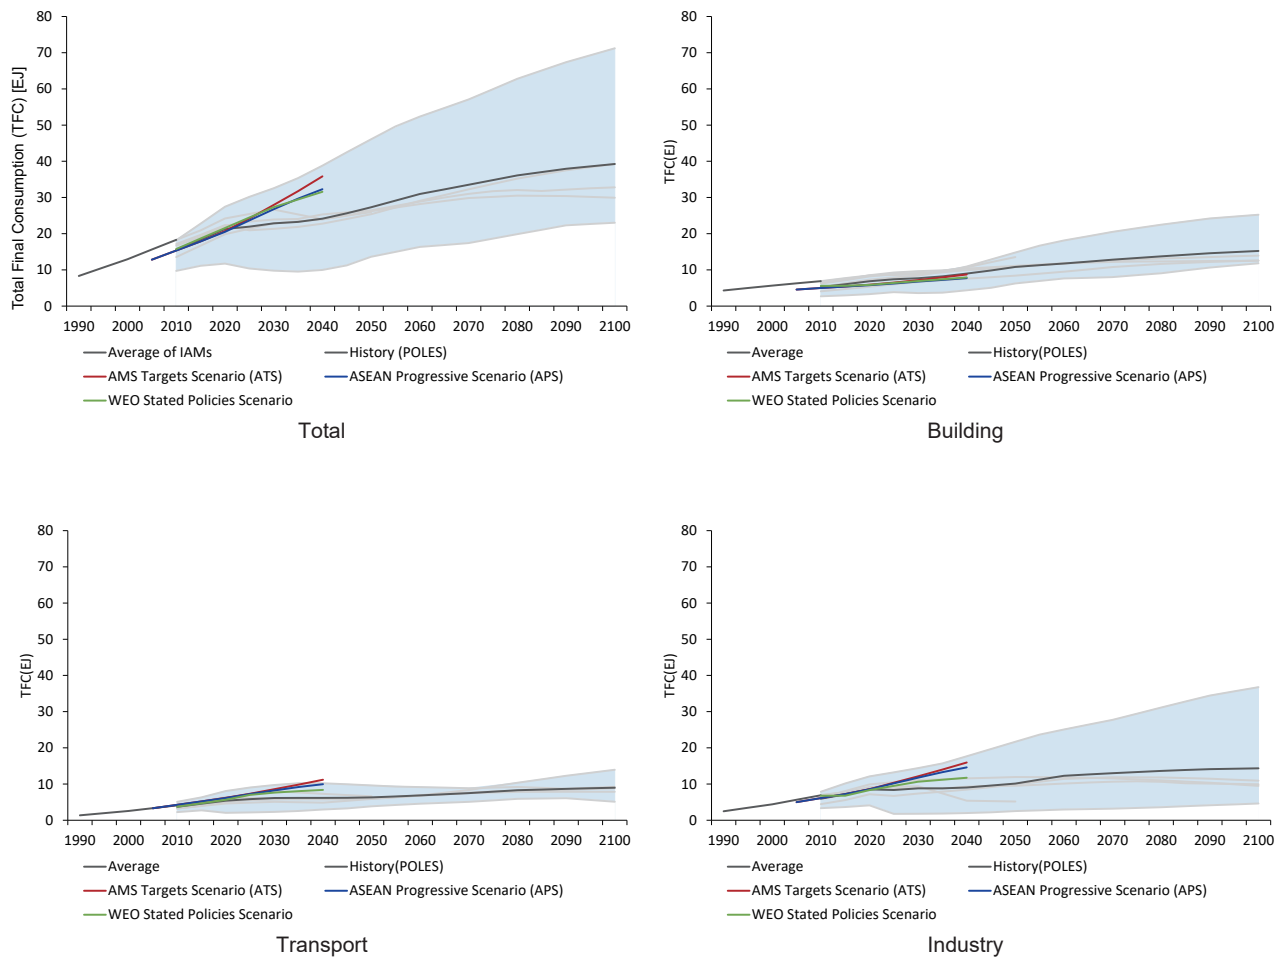 Total Final Consumption (TFC) [EJ]
80
70
60
50
40
30
20
10
0
1990 2000 2010 2020 2030 2040 2050 2060 2070 2080 2090 2100
Average of IAMs History (POLES)
AMS Targets Scenario (ATS) ASEAN Progressive Scenario (APS)
WEO Stated Policies Scenario
Total
TFC(EJ)
80
70
60
50
40
30
20
10
0
1990 2000 2010 2020 2030 2040 2050 2060 2070 2080 2090 2100
Average History(POLES)
AMS Targets Scenario (ATS) ASEAN Progressive Scenario (APS)
WEO Stated Policies Scenario
Building
TFC(EJ)
80
70
60
50
40
30
20
10
0
1990 2000 2010 2020 2030 2040 2050 2060 2070 2080 2090 2100
Average History(POLES)
AMS Targets Scenario (ATS) ASEAN Progressive Scenario (APS)
WEO Stated Policies Scenario
Transport
TFC(EJ)
80
70
60
50
40
30
20
10
0
1990 2000 2010 2020 2030 2040 2050 2060 2070 2080 2090 2100
Average History(POLES)
AMS Targets Scenario (ATS) ASEAN Progressive Scenario (APS)
WEO Stated Policies Scenario
Industry